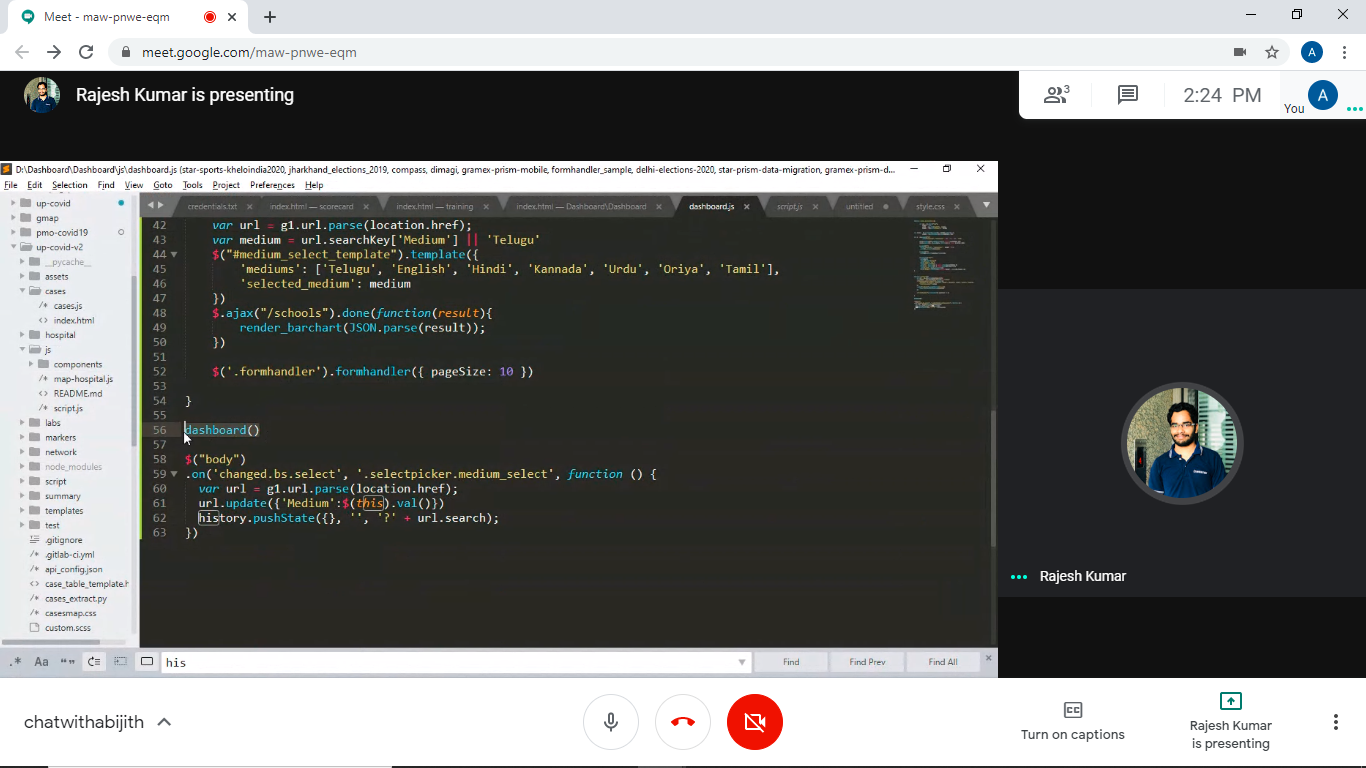 Meet - maw-pnwe-eqm
meet.google.com/maw-pnwe-eqm
A
Rajesh Kumar is presenting
3
2:24 PM
You
A
D:\Dashboard\Dashboard\js\dashboard.js (star-sports-kheloindia2020, jharkhand_elections_2019, compass, dimagi, gramex-prism-mobile, formhandler_sample, delhi-elections-2020, star-prism-data-migration, gramex-prism-d...
File Edit Selection Find View Goto Tools Project Preferences Help
credentials.txt index.html — scorecard index.html — training index.html — Dashboard\Dashboard dashboard.js script.js untitled style.css
up-covid
gmap
pmo-covid19
up-covid-v2
__pycache__
assets
cases
/* cases.js
<> index.html
hospital
js
components
/* map-hospital.js
<> README.md
/* script.js
labs
markers
network
node_modules
script
summary
templates
test
.gitignore
/* .gitlab-ci.yml
/* api_config.json
<> case_table_template.h
/* cases_extract.py
/* casesmap.css
custom.scss
42 var url = g1.url.parse(location.href);
43 var medium = url.searchKey['Medium'] || 'Telugu'
44 $("#medium_select_template").template({
45 'mediums': ['Telugu', 'English', 'Hindi', 'Kannada', 'Urdu', 'Oriya', 'Tamil'],
46 'selected_medium': medium
47 })
48 $.ajax("/schools").done(function(result){
49 render_barchart(JSON.parse(result));
50 })
51
52 $('.formhandler').formhandler({ pageSize: 10 })
53
54 }
55
56 dashboard()
57
58 $("body")
59 .on('changed.bs.select', '.selectpicker.medium_select', function () {
60 var url = g1.url.parse(location.href);
61 url.update({'Medium':$(this).val()})
62 history.pushState({}, '', '?' + url.search);
63 })
.* Aa “” his Find Find Prev Find All
Rajesh Kumar
chatwithabijith
CC
Turn on captions
Rajesh Kumar
is presenting